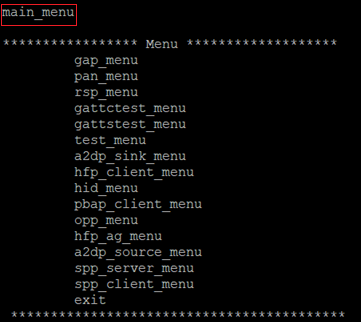 main_menu
***************** Menu *******************
gap_menu
pan_menu
rsp_menu
gattctest_menu
gattstest_menu
test_menu
a2dp_sink_menu
hfp_client_menu
hid_menu
pbap_client_menu
opp_menu
hfp_ag_menu
a2dp_source_menu
spp_server_menu
spp_client_menu
exit
******************************************